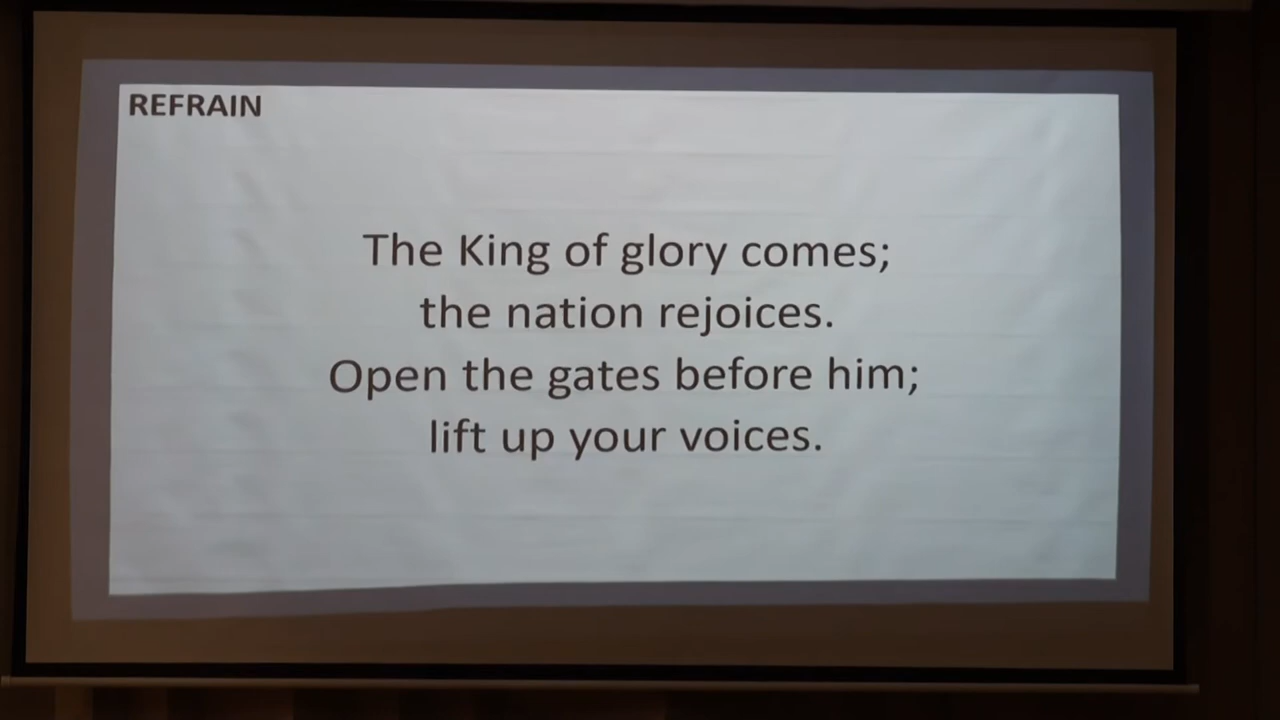 REFRAIN
The King of glory comes;
the nation rejoices.
Open the gates before him;
lift up your voices.